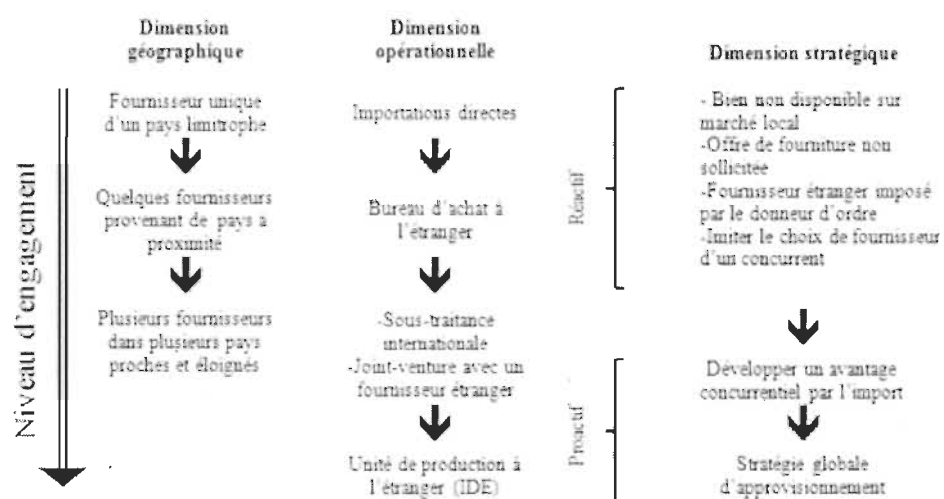 Dimension
géographique
Fournisseur unique
d'un pays limitrophe
Quelques fournisseurs
provenant de pays a
proximité
Plusieurs fournisseurs
dans plusieurs pays
proches et éloignés
Dimension
opérationnelle
Importations directes
Bureau d'achat à
l'étranger
-Sous-traitance
internationale
-Joint-venture avec un
fournisseur étranger
Unité de production à
l'étranger (IDE)
Dimension stratégique
- Bien non disponible sur
marché local
-Offre de fourniture non
sollicitée
-Fournisseur étranger imposé
par le donneur d'ordre
-Imiter le choix de fournisseur
d'un concurrent
Développer un avantage
concurrentiel par l'import
Stratégie globale
d'approvisionnement
Niveau d'engagement
Réactif
Proactif